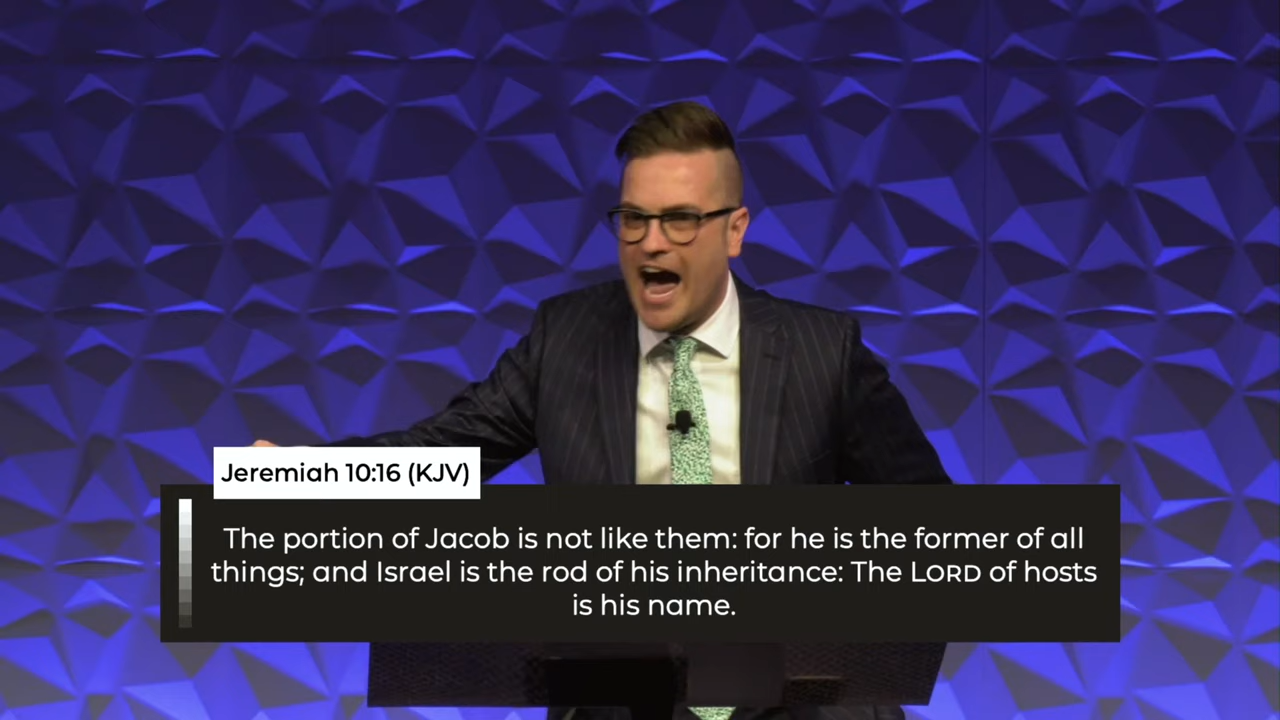 Jeremiah 10:16 (KJV)
The portion of Jacob is not like them: for he is the former of all
things; and Israel is the rod of his inheritance: The LORD of hosts
is his name.